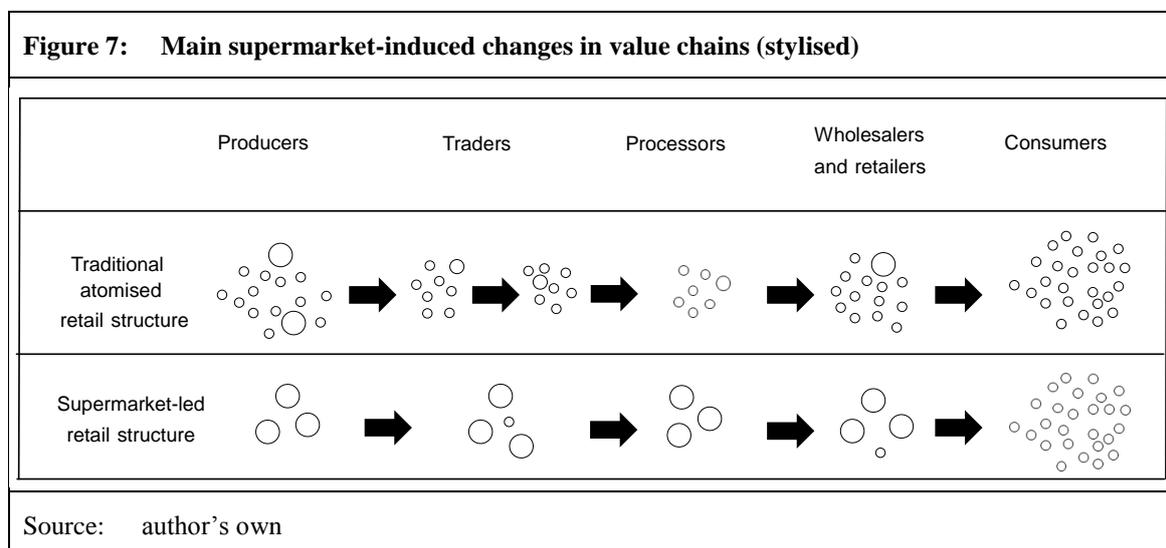 Figure 7: Main supermarket-induced changes in value chains (stylised)
Producers
Traders
Processors
Wholesalers
and retailers
Consumers
Traditional
atomised
retail structure
Supermarket-led
retail structure
Source: author’s own